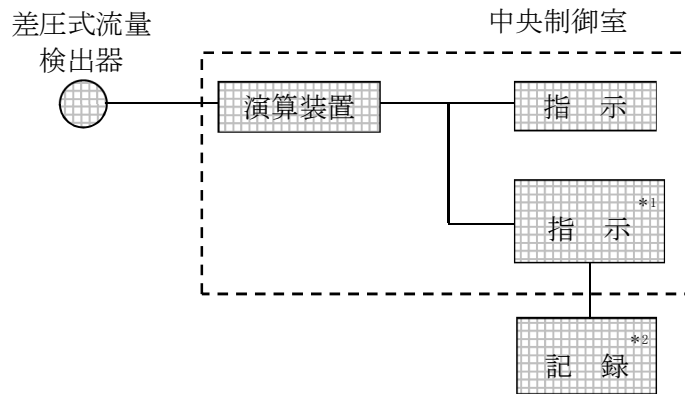 差圧式流量
検出器
中央制御室
演算装置
指 示
指 示 *1
記 録 *2